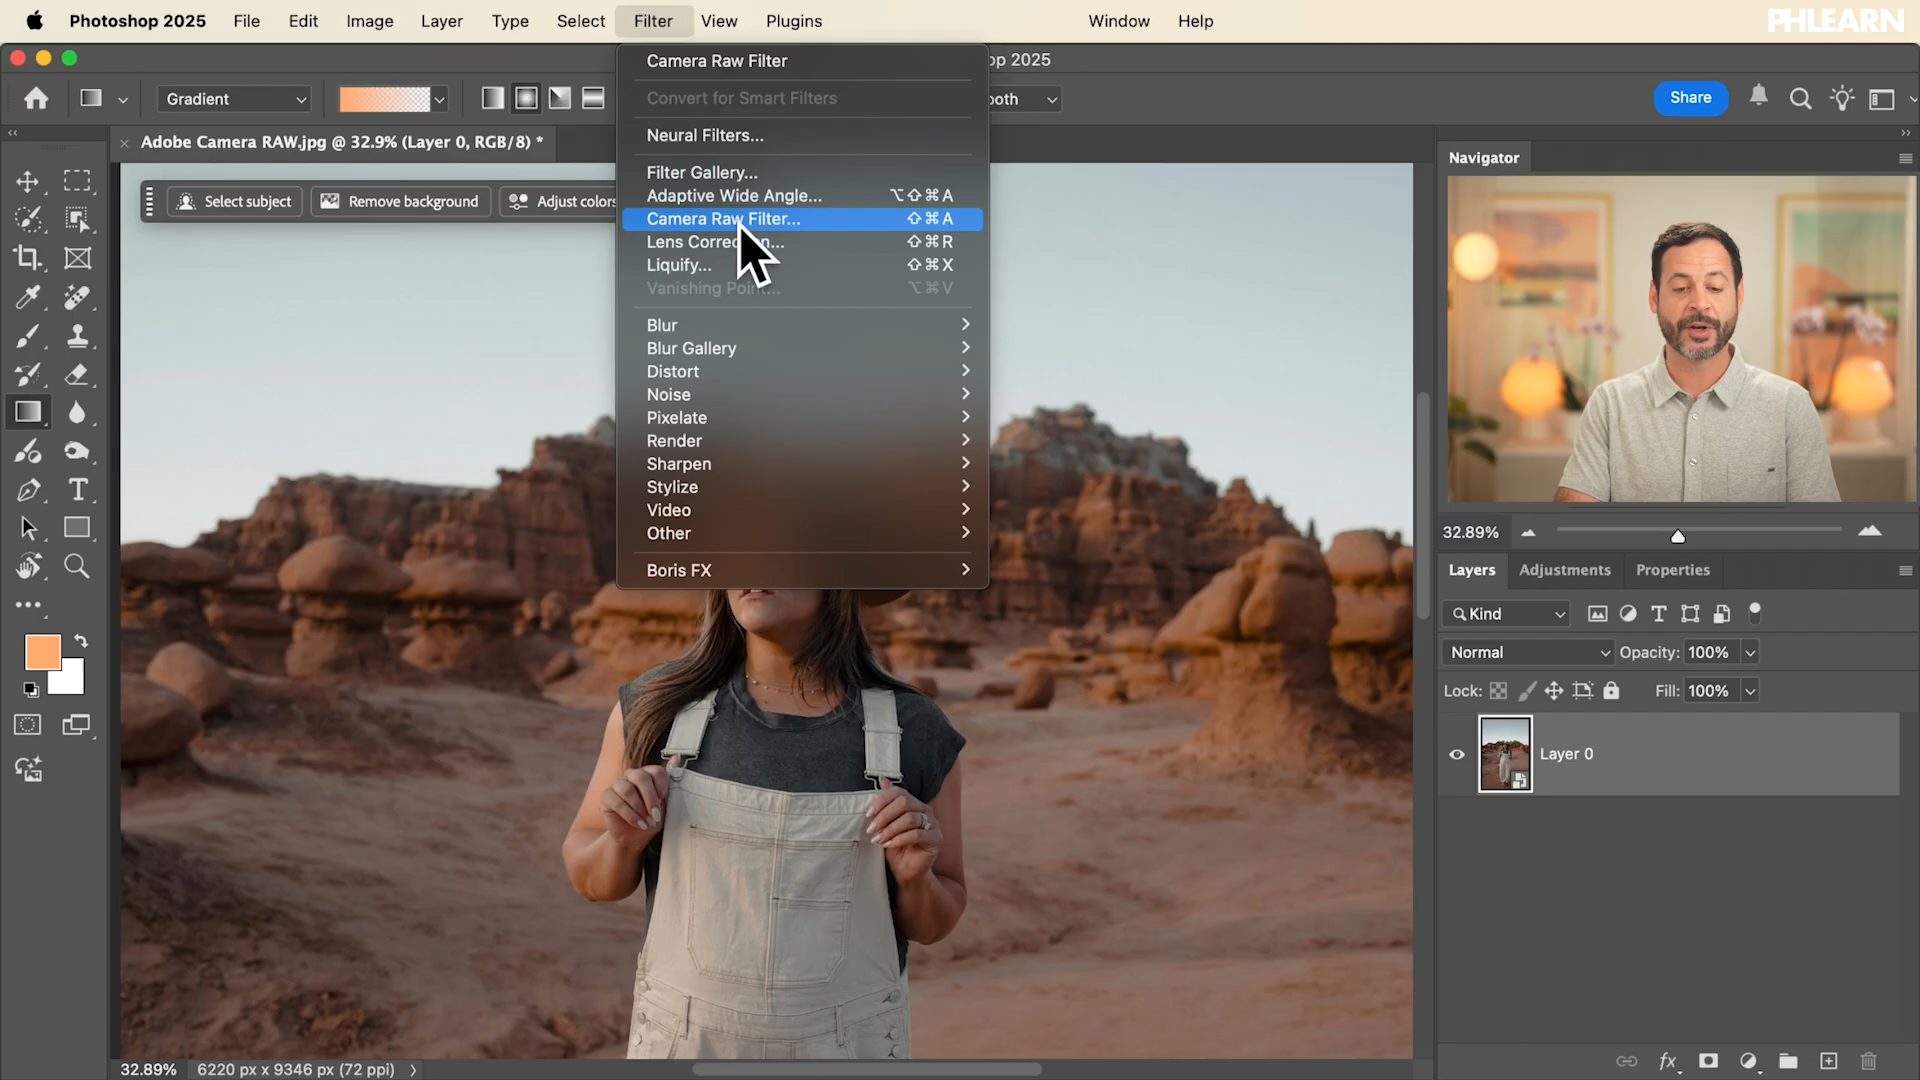 Photoshop 2025 File Edit Image Layer Type Select Filter View Plugins Window Help
PHLEARN
op 2025
Gradient
ooth
Share
Adobe Camera RAW.jpg @ 32.9% (Layer 0, RGB/8) *
Select subject Remove background Adjust colors
Camera Raw Filter
Convert for Smart Filters
Neural Filters...
Filter Gallery...
Adaptive Wide Angle... ⌥⇧⌘A
Camera Raw Filter... ⇧⌘A
Lens Correction... ⇧⌘R
Liquify... ⇧⌘X
Vanishing Point... ⌥⌘V
Blur
Blur Gallery
Distort
Noise
Pixelate
Render
Sharpen
Stylize
Video
Other
Boris FX
Navigator
32.89%
Layers Adjustments Properties
Kind
Normal Opacity: 100%
Lock: Fill: 100%
Layer 0
fx
32.89% 6220 px x 9346 px (72 ppi)